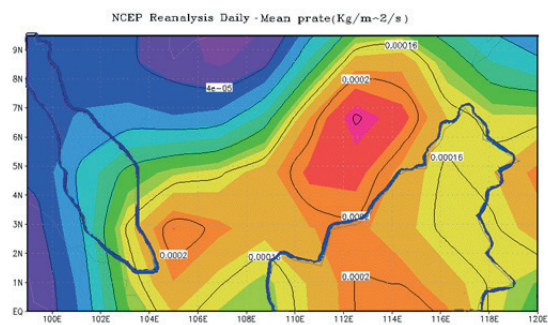 NCEP Reanalysis Daily - Mean prate(Kg/m^2/s)
9N
8N
7N
6N
5N
4N
3N
2N
1N
EQ
0.00016
0.0002
4e-05
0.00016
0.0002
0.0002
0.00016
0.0002
100E 102E 104E 106E 108E 110E 112E 114E 116E 118E 120E